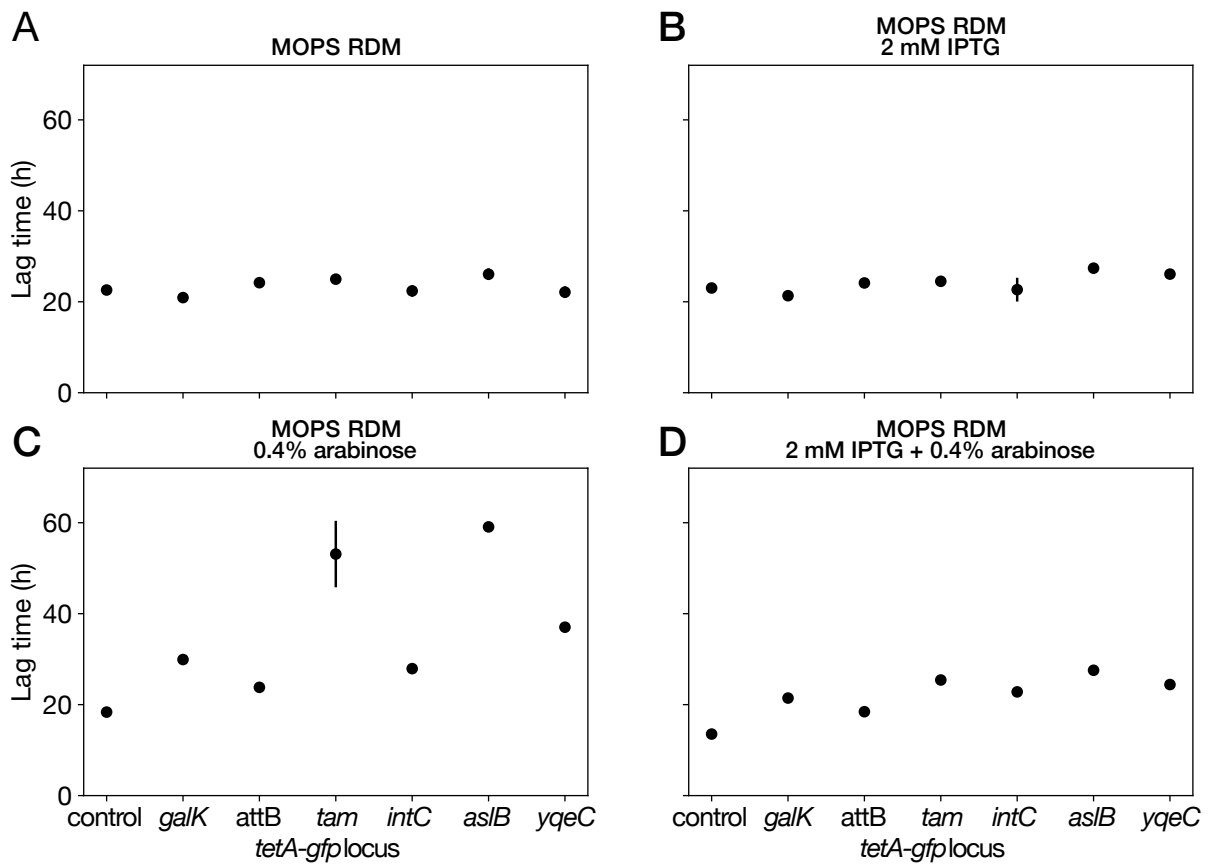 A
MOPS RDM
Lag time (h)
60
40
20
0
B
MOPS RDM
2 mM IPTG
C
MOPS RDM
0.4% arabinose
Lag time (h)
60
40
20
0
control galK attB tam intC aslB yqeC
tetA-gfp locus
D
MOPS RDM
2 mM IPTG + 0.4% arabinose
control galK attB tam intC aslB yqeC
tetA-gfp locus